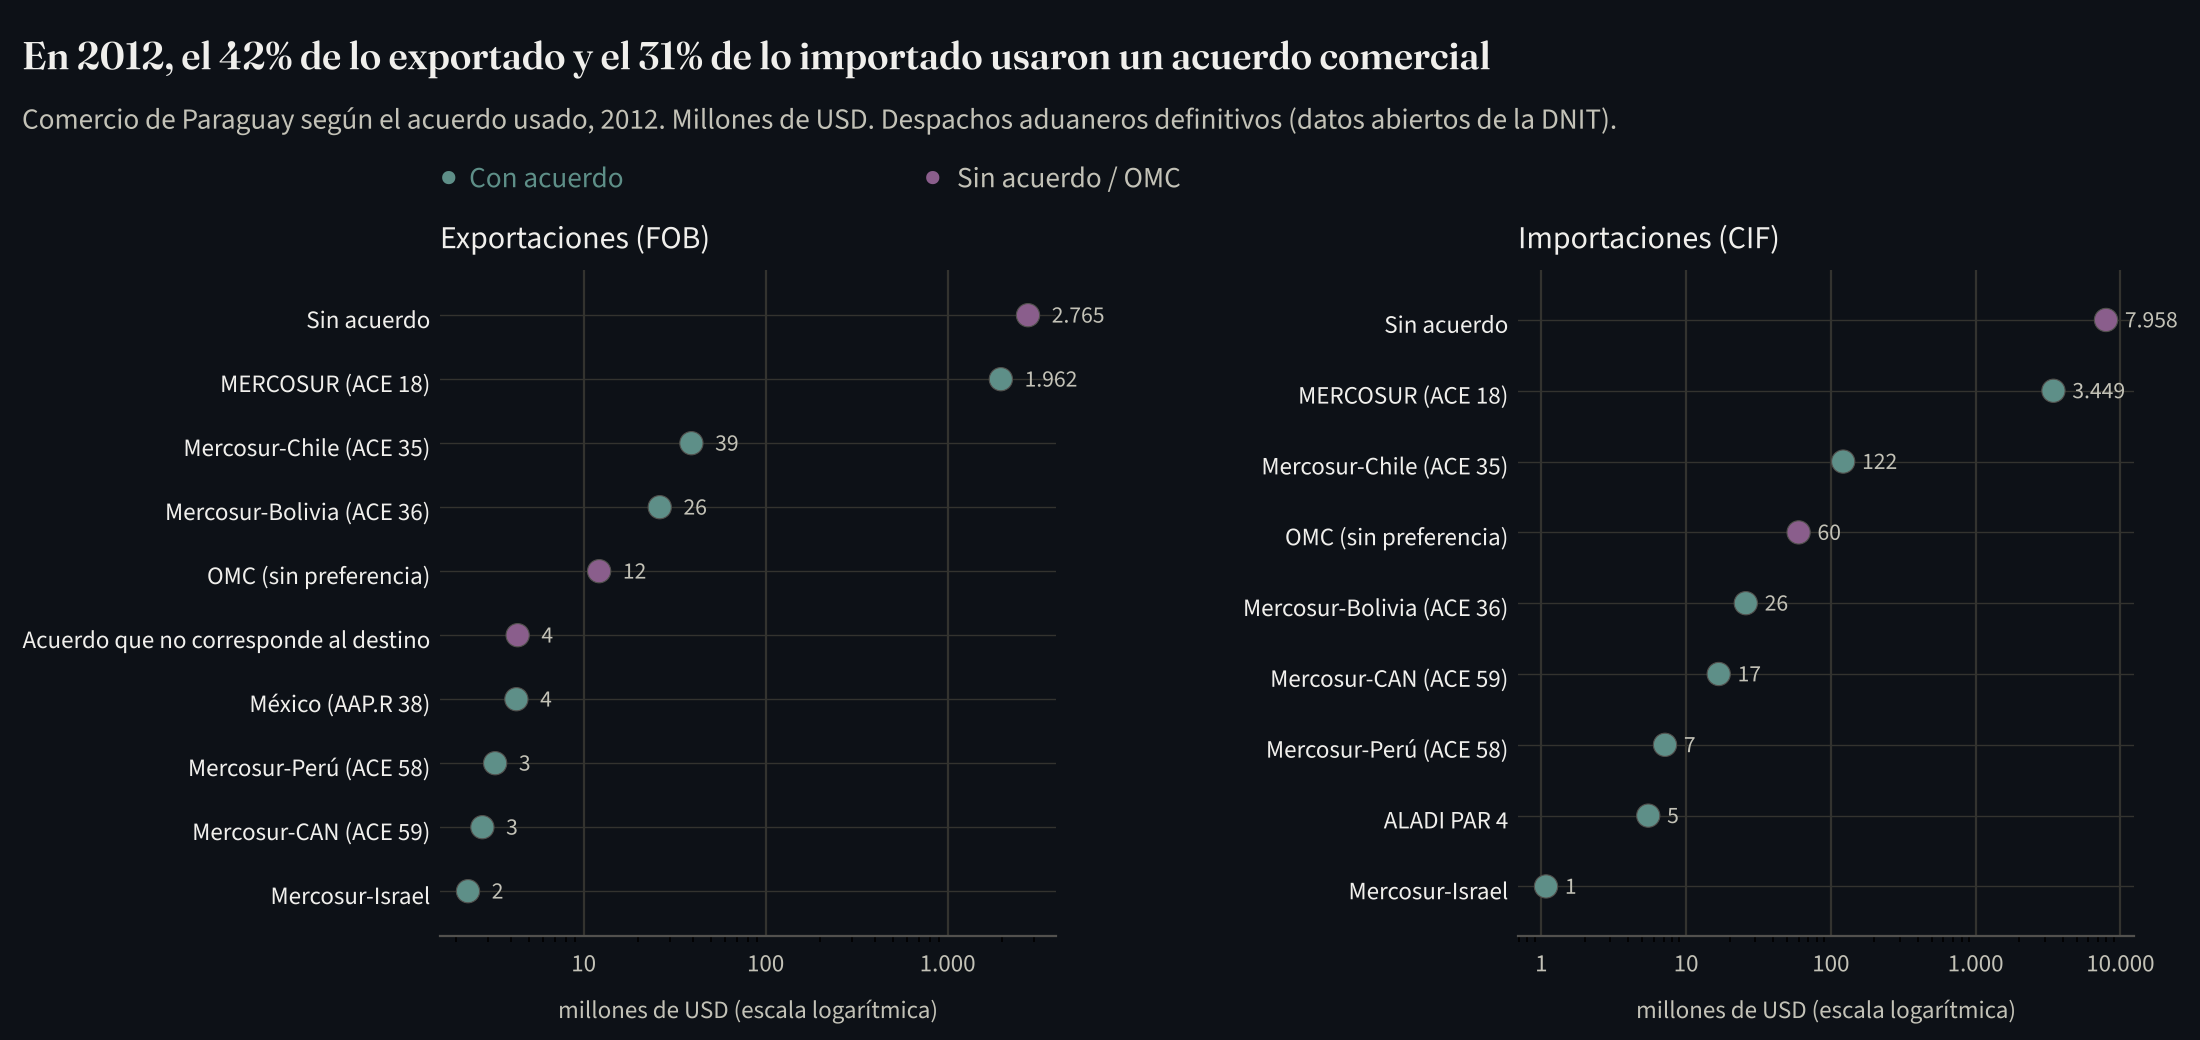 En 2012, el 42% de lo exportado y el 31% de lo importado usaron un acuerdo comercial
Comercio de Paraguay según el acuerdo usado, 2012. Millones de USD. Despachos aduaneros definitivos (datos abiertos de la DNIT).
Con acuerdo
Sin acuerdo / OMC
Exportaciones (FOB)
Sin acuerdo 2.765
MERCOSUR (ACE 18) 1.962
Mercosur-Chile (ACE 35) 39
Mercosur-Bolivia (ACE 36) 26
OMC (sin preferencia) 12
Acuerdo que no corresponde al destino 4
México (AAP.R 38) 4
Mercosur-Perú (ACE 58) 3
Mercosur-CAN (ACE 59) 3
Mercosur-Israel 2
10 100 1.000
millones de USD (escala logarítmica)
Importaciones (CIF)
Sin acuerdo 7.958
MERCOSUR (ACE 18) 3.449
Mercosur-Chile (ACE 35) 122
OMC (sin preferencia) 60
Mercosur-Bolivia (ACE 36) 26
Mercosur-CAN (ACE 59) 17
Mercosur-Perú (ACE 58) 7
ALADI PAR 4 5
Mercosur-Israel 1
1 10 100 1.000 10.000
millones de USD (escala logarítmica)